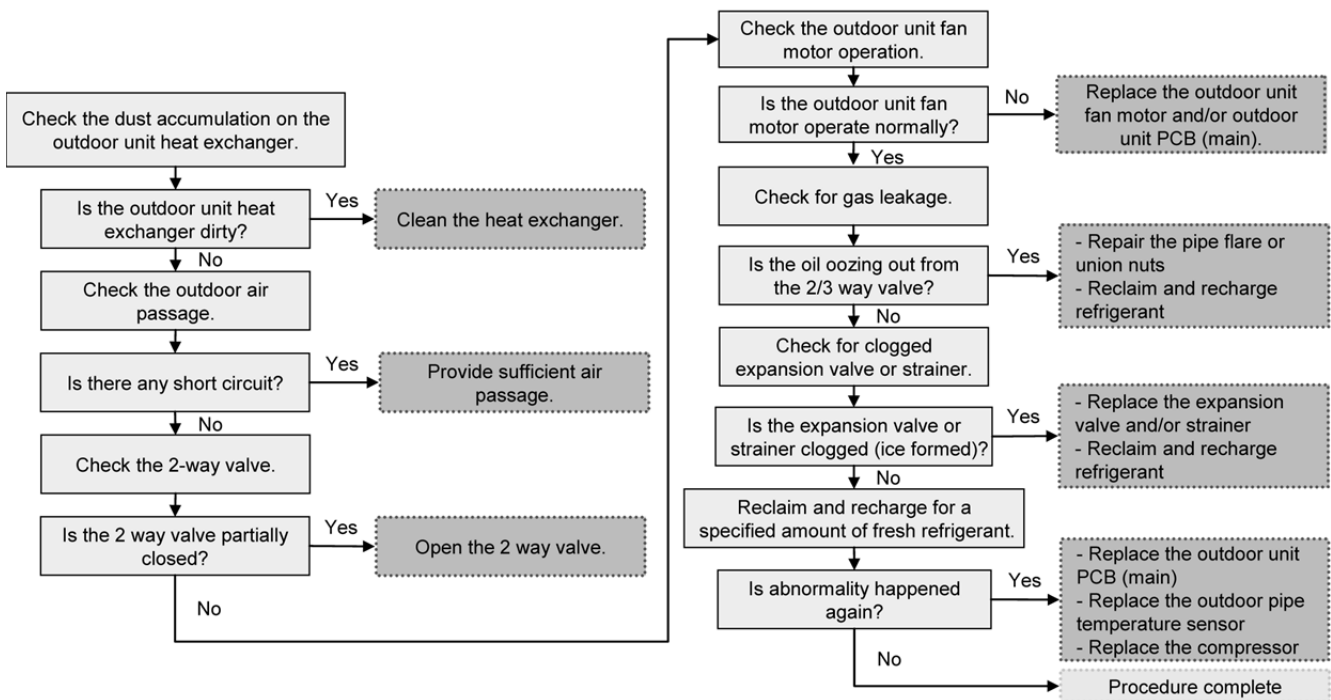 Check the dust accumulation on the
outdoor unit heat exchanger.
Is the outdoor unit heat
exchanger dirty?
Yes
Clean the heat exchanger.
No
Check the outdoor air
passage.
Is there any short circuit?
Yes
Provide sufficient air
passage.
No
Check the 2-way valve.
Is the 2 way valve partially
closed?
Yes
Open the 2 way valve.
No
Check the outdoor unit fan
motor operation.
Is the outdoor unit fan
motor operate normally?
No
Replace the outdoor unit
fan motor and/or outdoor
unit PCB (main).
Yes
Check for gas leakage.
Is the oil oozing out from
the 2/3 way valve?
Yes
- Repair the pipe flare or
union nuts
- Reclaim and recharge
refrigerant
No
Check for clogged
expansion valve or strainer.
Is the expansion valve or
strainer clogged (ice formed)?
Yes
- Replace the expansion
valve and/or strainer
- Reclaim and recharge
refrigerant
No
Reclaim and recharge for a
specified amount of fresh refrigerant.
Is abnormality happened
again?
Yes
- Replace the outdoor unit
PCB (main)
- Replace the outdoor pipe
temperature sensor
- Replace the compressor
No
Procedure complete